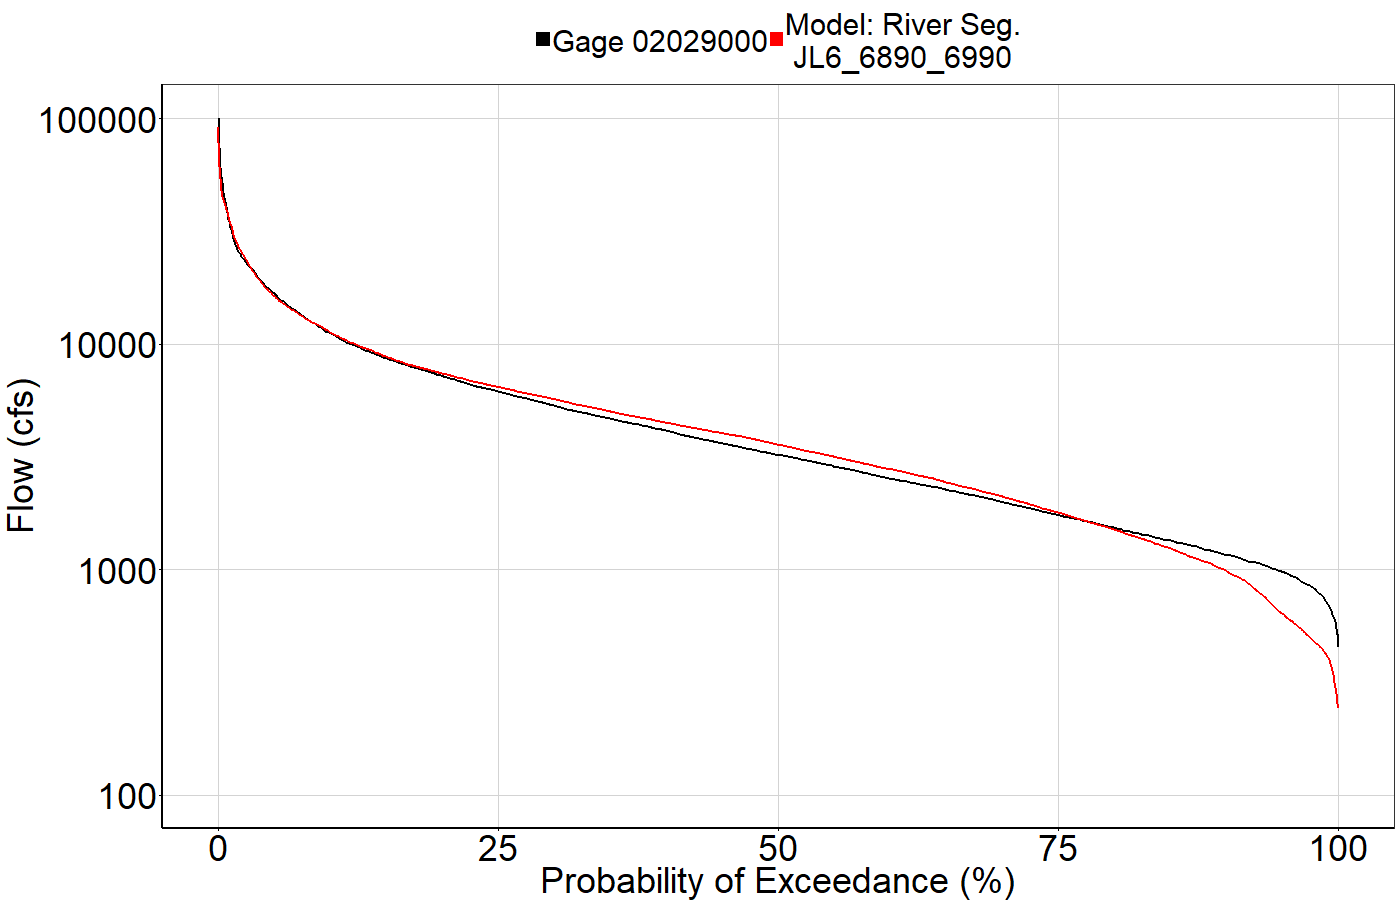 Gage 02029000
Model: River Seg.
JL6_6890_6990
100000
10000
1000
100
Flow (cfs)
0 25 50 75 100
Probability of Exceedance (%)